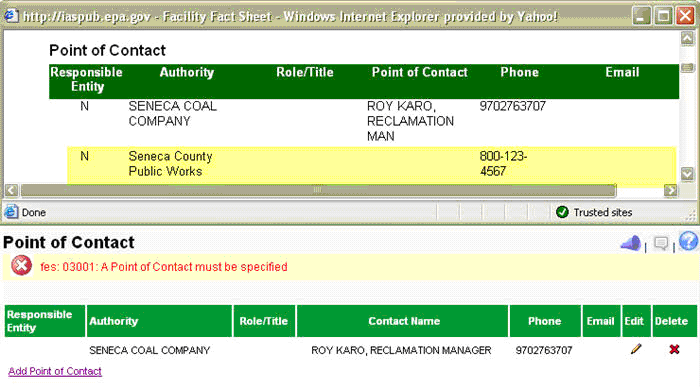 http://iaspub.epa.gov - Facility Fact Sheet - Windows Internet Explorer provided by Yahoo!
Point of Contact
Responsible Entity Authority Role/Title Point of Contact Phone Email
N SENECA COAL COMPANY ROY KARO, RECLAMATION MAN 9702763707
N Seneca County Public Works 800-123-4567
Done Trusted sites
Point of Contact
fes: 03001: A Point of Contact must be specified
Responsible Entity Authority Role/Title Contact Name Phone Email Edit Delete
SENECA COAL COMPANY ROY KARO, RECLAMATION MANAGER 9702763707
Add Point of Contact